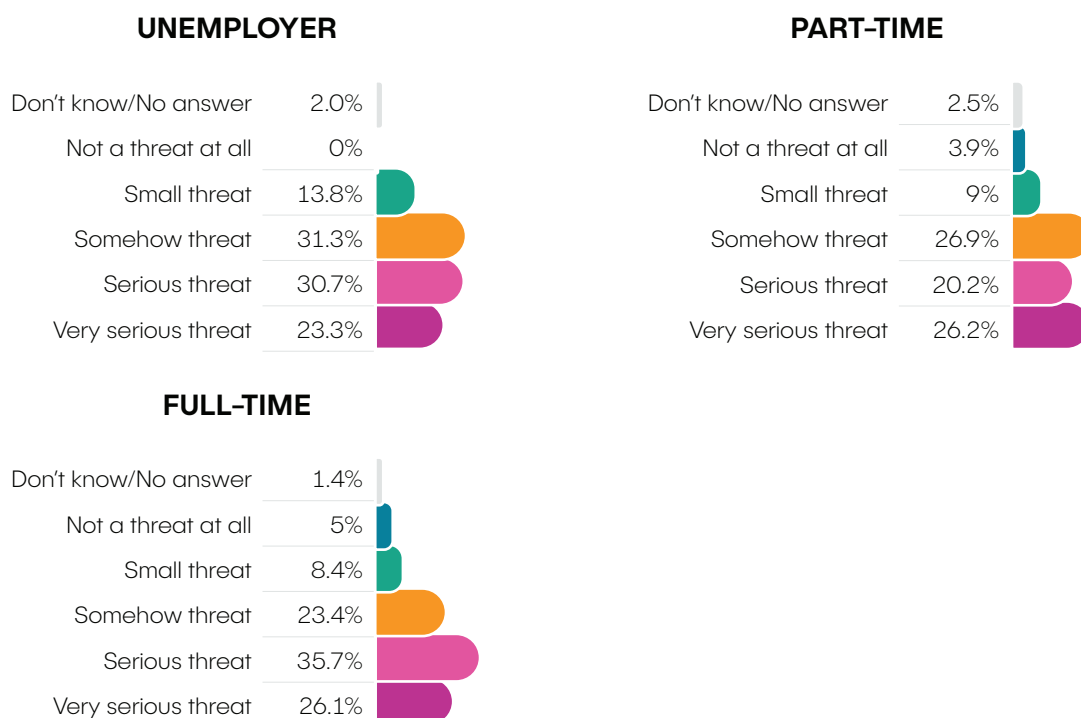 UNEMPLOYER
Don't know/No answer 2.0%
Not a threat at all 0%
Small threat 13.8%
Somehow threat 31.3%
Serious threat 30.7%
Very serious threat 23.3%
PART-TIME
Don't know/No answer 2.5%
Not a threat at all 3.9%
Small threat 9%
Somehow threat 26.9%
Serious threat 20.2%
Very serious threat 26.2%
FULL-TIME
Don't know/No answer 1.4%
Not a threat at all 5%
Small threat 8.4%
Somehow threat 23.4%
Serious threat 35.7%
Very serious threat 26.1%